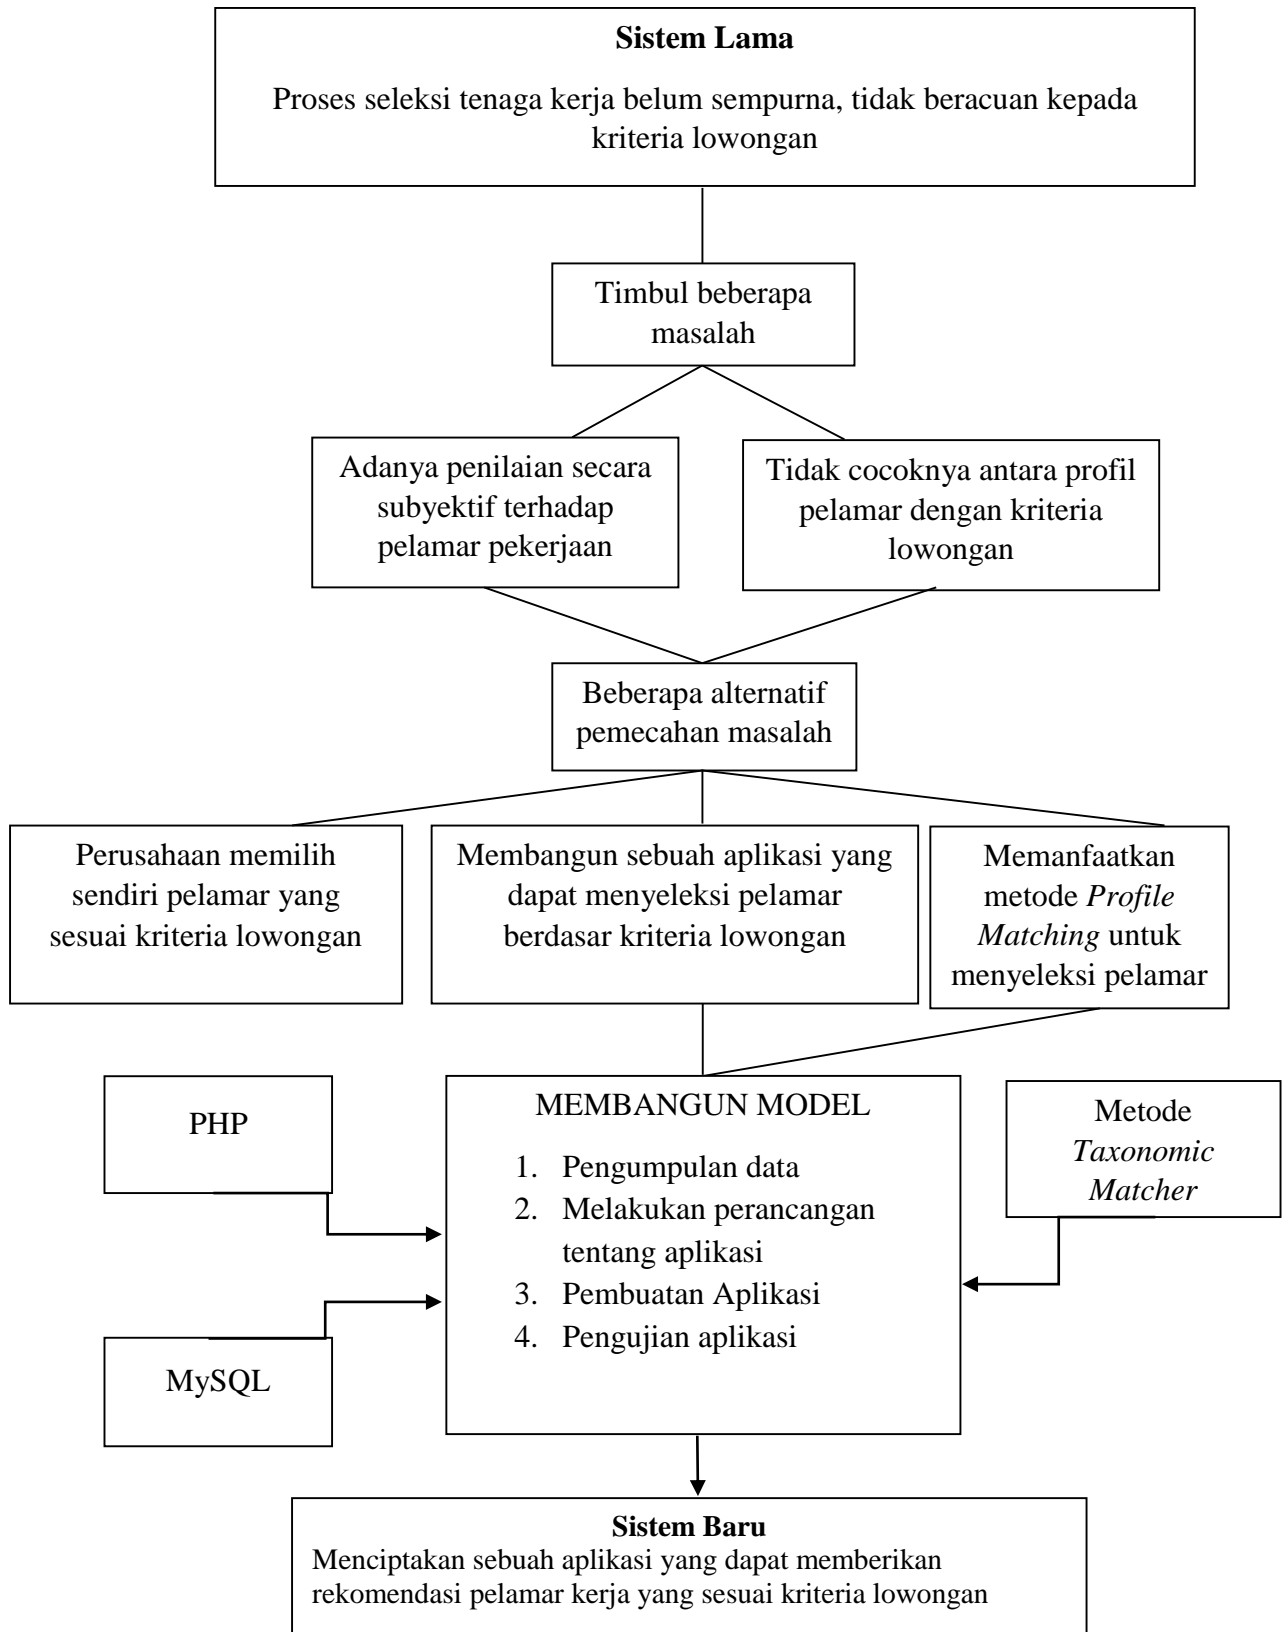 Sistem Lama
Proses seleksi tenaga kerja belum sempurna, tidak beracuan kepada
kriteria lowongan
Timbul beberapa
masalah
Adanya penilaian secara
subyektif terhadap
pelamar pekerjaan
Tidak cocoknya antara profil
pelamar dengan kriteria
lowongan
Beberapa alternatif
pemecahan masalah
Perusahaan memilih
sendiri pelamar yang
sesuai kriteria lowongan
Membangun sebuah aplikasi yang
dapat menyeleksi pelamar
berdasar kriteria lowongan
Memanfaatkan
metode Profile
Matching untuk
menyeleksi pelamar
PHP
MEMBANGUN MODEL
1. Pengumpulan data
2. Melakukan perancangan
tentang aplikasi
3. Pembuatan Aplikasi
4. Pengujian aplikasi
Metode
Taxonomic
Matcher
MySQL
Sistem Baru
Menciptakan sebuah aplikasi yang dapat memberikan
rekomendasi pelamar kerja yang sesuai kriteria lowongan